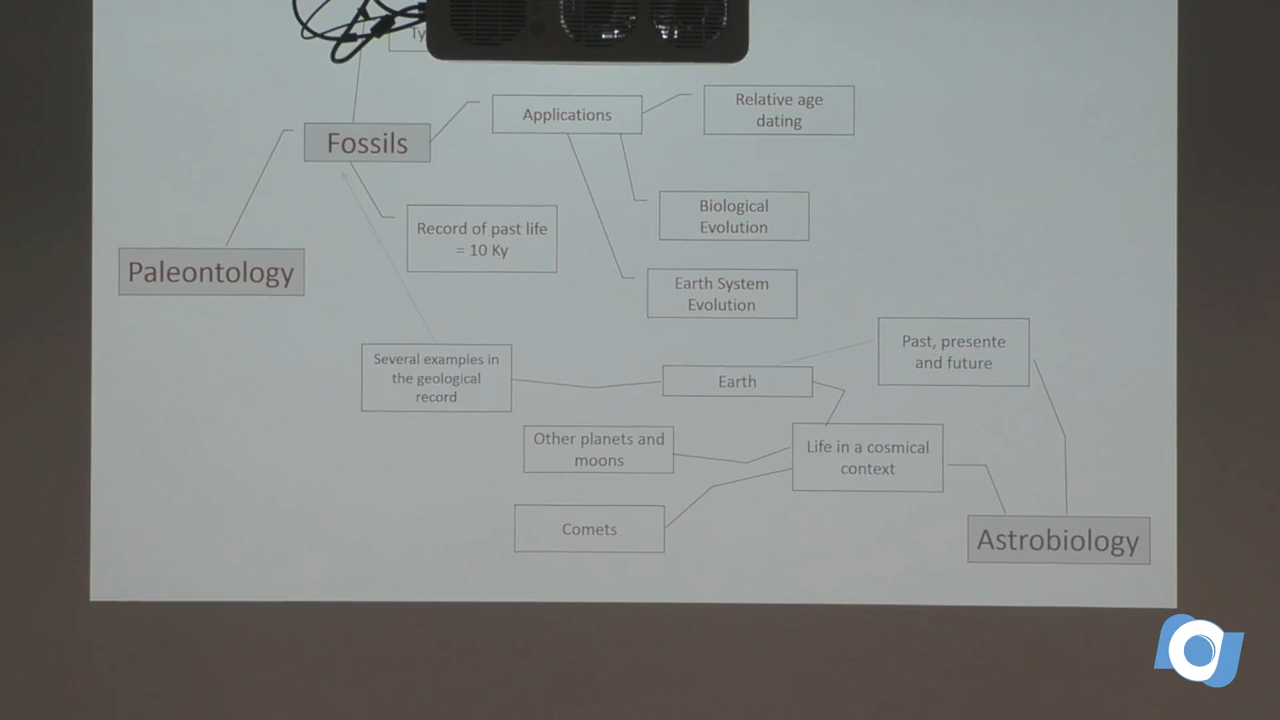 Ty
Applications
Relative age
dating
Fossils
Biological
Evolution
Record of past life
= 10 Ky
Paleontology
Earth System
Evolution
Past, presente
and future
Several examples in
the geological
record
Earth
Other planets and
moons
Life in a cosmical
context
Comets
Astrobiology